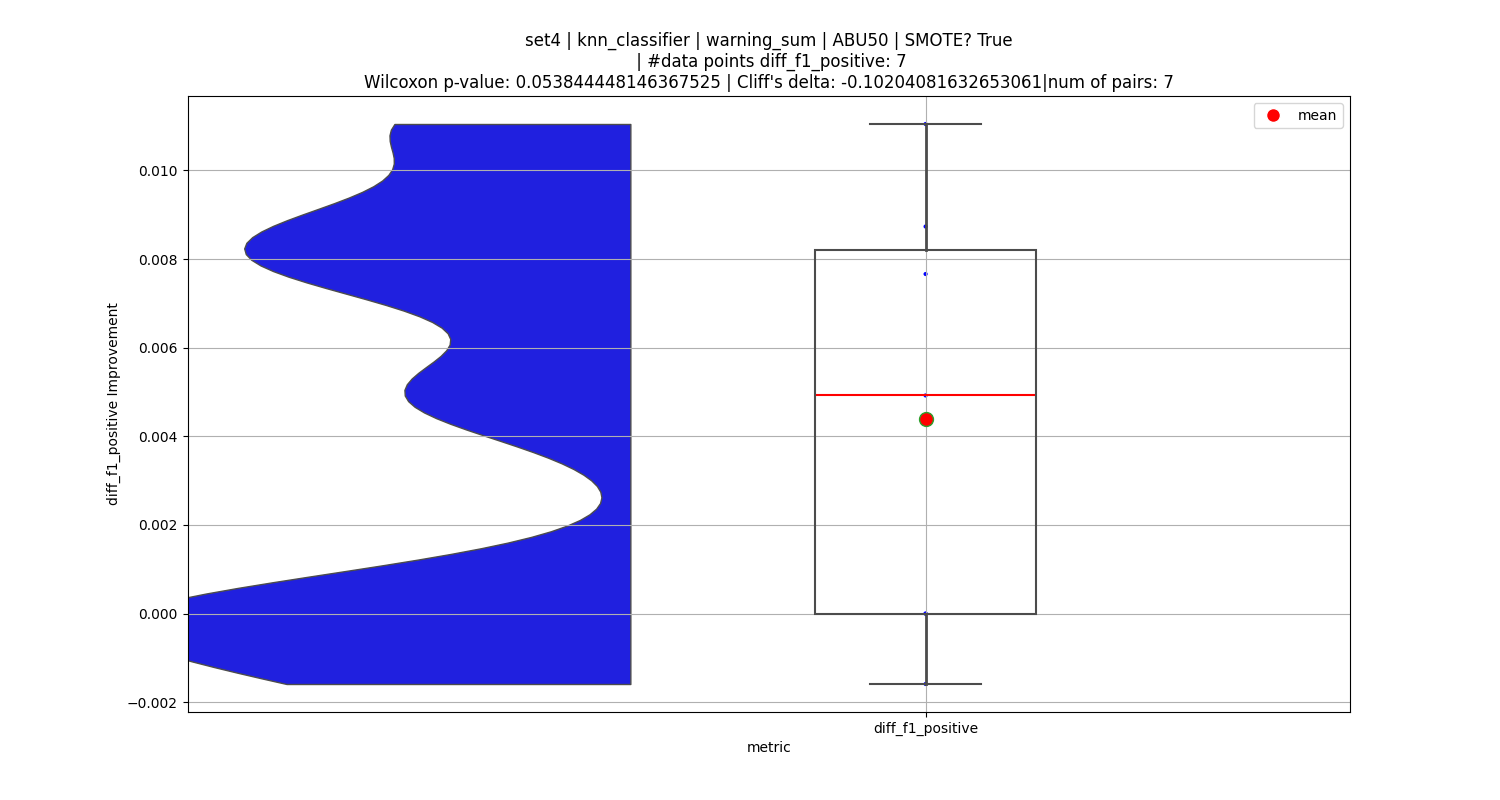 set4 | knn_classifier | warning_sum | ABU50 | SMOTE? True
| #data points diff_f1_positive: 7
Wilcoxon p-value: 0.053844448146367525 | Cliff's delta: -0.10204081632653061|num of pairs: 7
mean
0.010
0.008
0.006
0.004
0.002
0.000
−0.002
diff_f1_positive Improvement
diff_f1_positive
metric